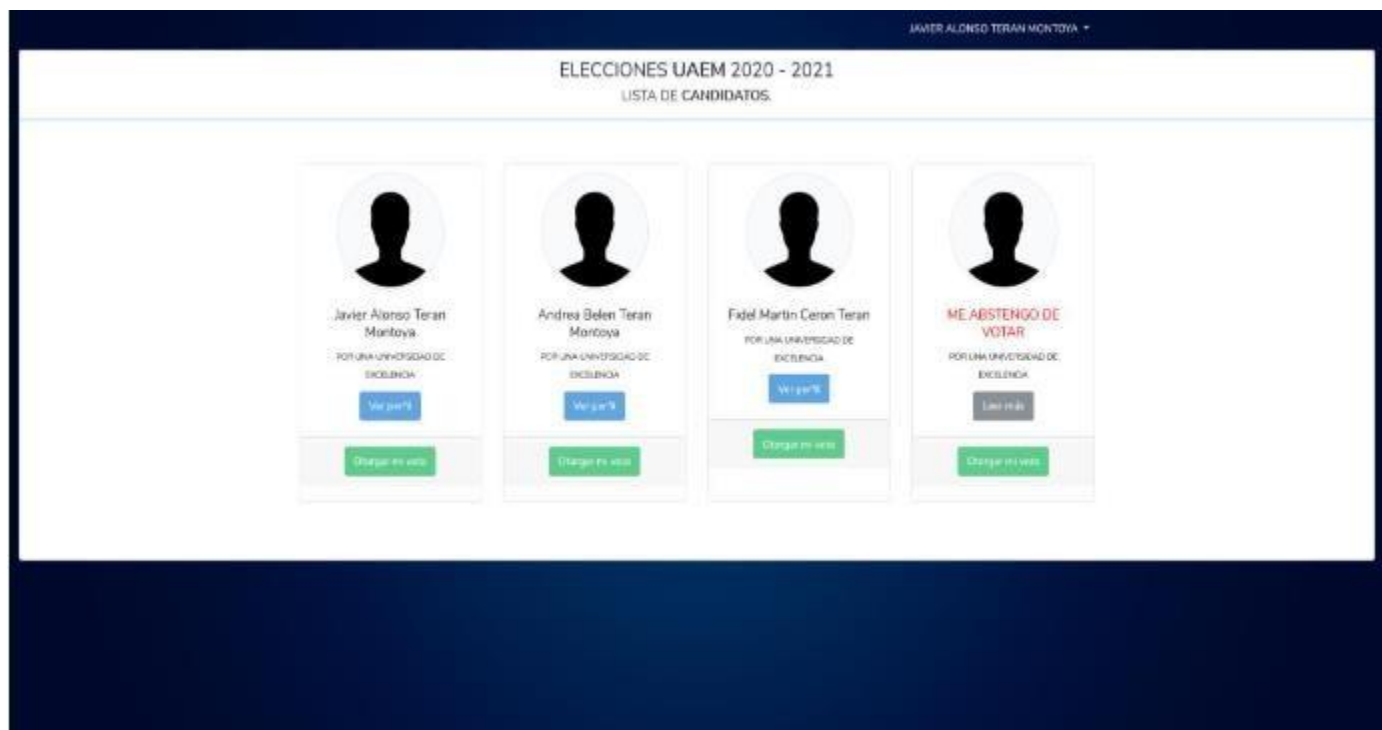 JAVIER ALONSO TERAN MONTOYA
ELECCIONES UAEM 2020 - 2021
LISTA DE CANDIDATOS.
Javier Alonso Teran
Montoya
POR UNA UNIVERSIDAD DE
EXCELENCIA
Ver perfil
Otorgar mi voto
Andrea Belen Teran
Montoya
POR UNA UNIVERSIDAD DE
EXCELENCIA
Ver perfil
Otorgar mi voto
Fidel Martin Ceron Teran
POR UNA UNIVERSIDAD DE
EXCELENCIA
Ver perfil
Otorgar mi voto
ME ABSTENGO DE
VOTAR
POR UNA UNIVERSIDAD DE
EXCELENCIA
Leer más
Otorgar mi voto